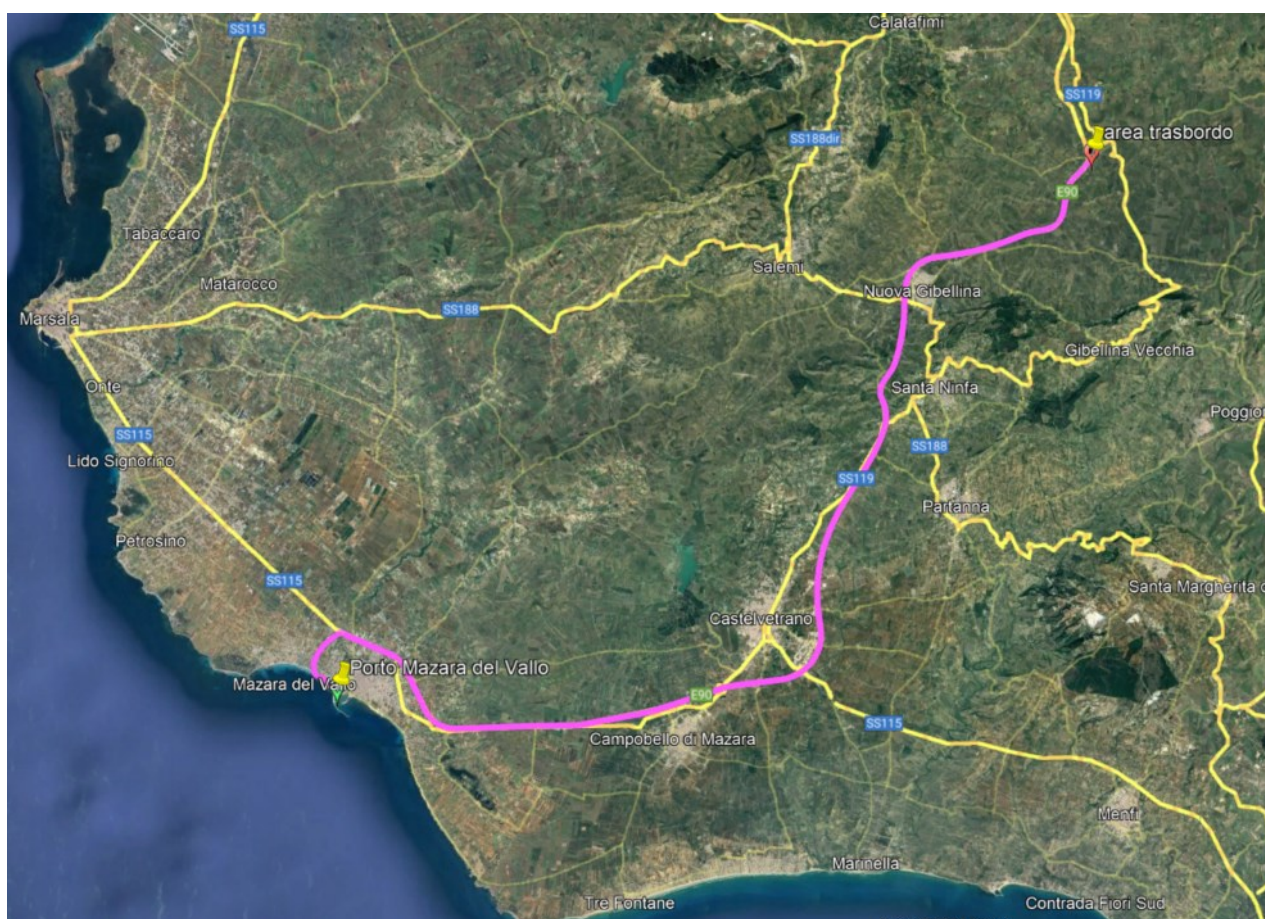 Calatafimi
SS115
SS119
area trasbordo
SS188dir
E90
Tabaccaro
Salemi
Matarocco
Nuova Gibellina
SS188
Marsala
Gibellina Vecchia
Onte
Santa Ninfa
Poggior
SS115
SS188
Lido Signorino
SS119
Partanna
Petrosino
SS115
Santa Margherita d
Castelvetrano
Porto Mazara del Vallo
Mazara del Vallo
E90
SS115
Campobello di Mazara
Menfi
Marinella
Tre Fontane
Contrada Fiori Sud